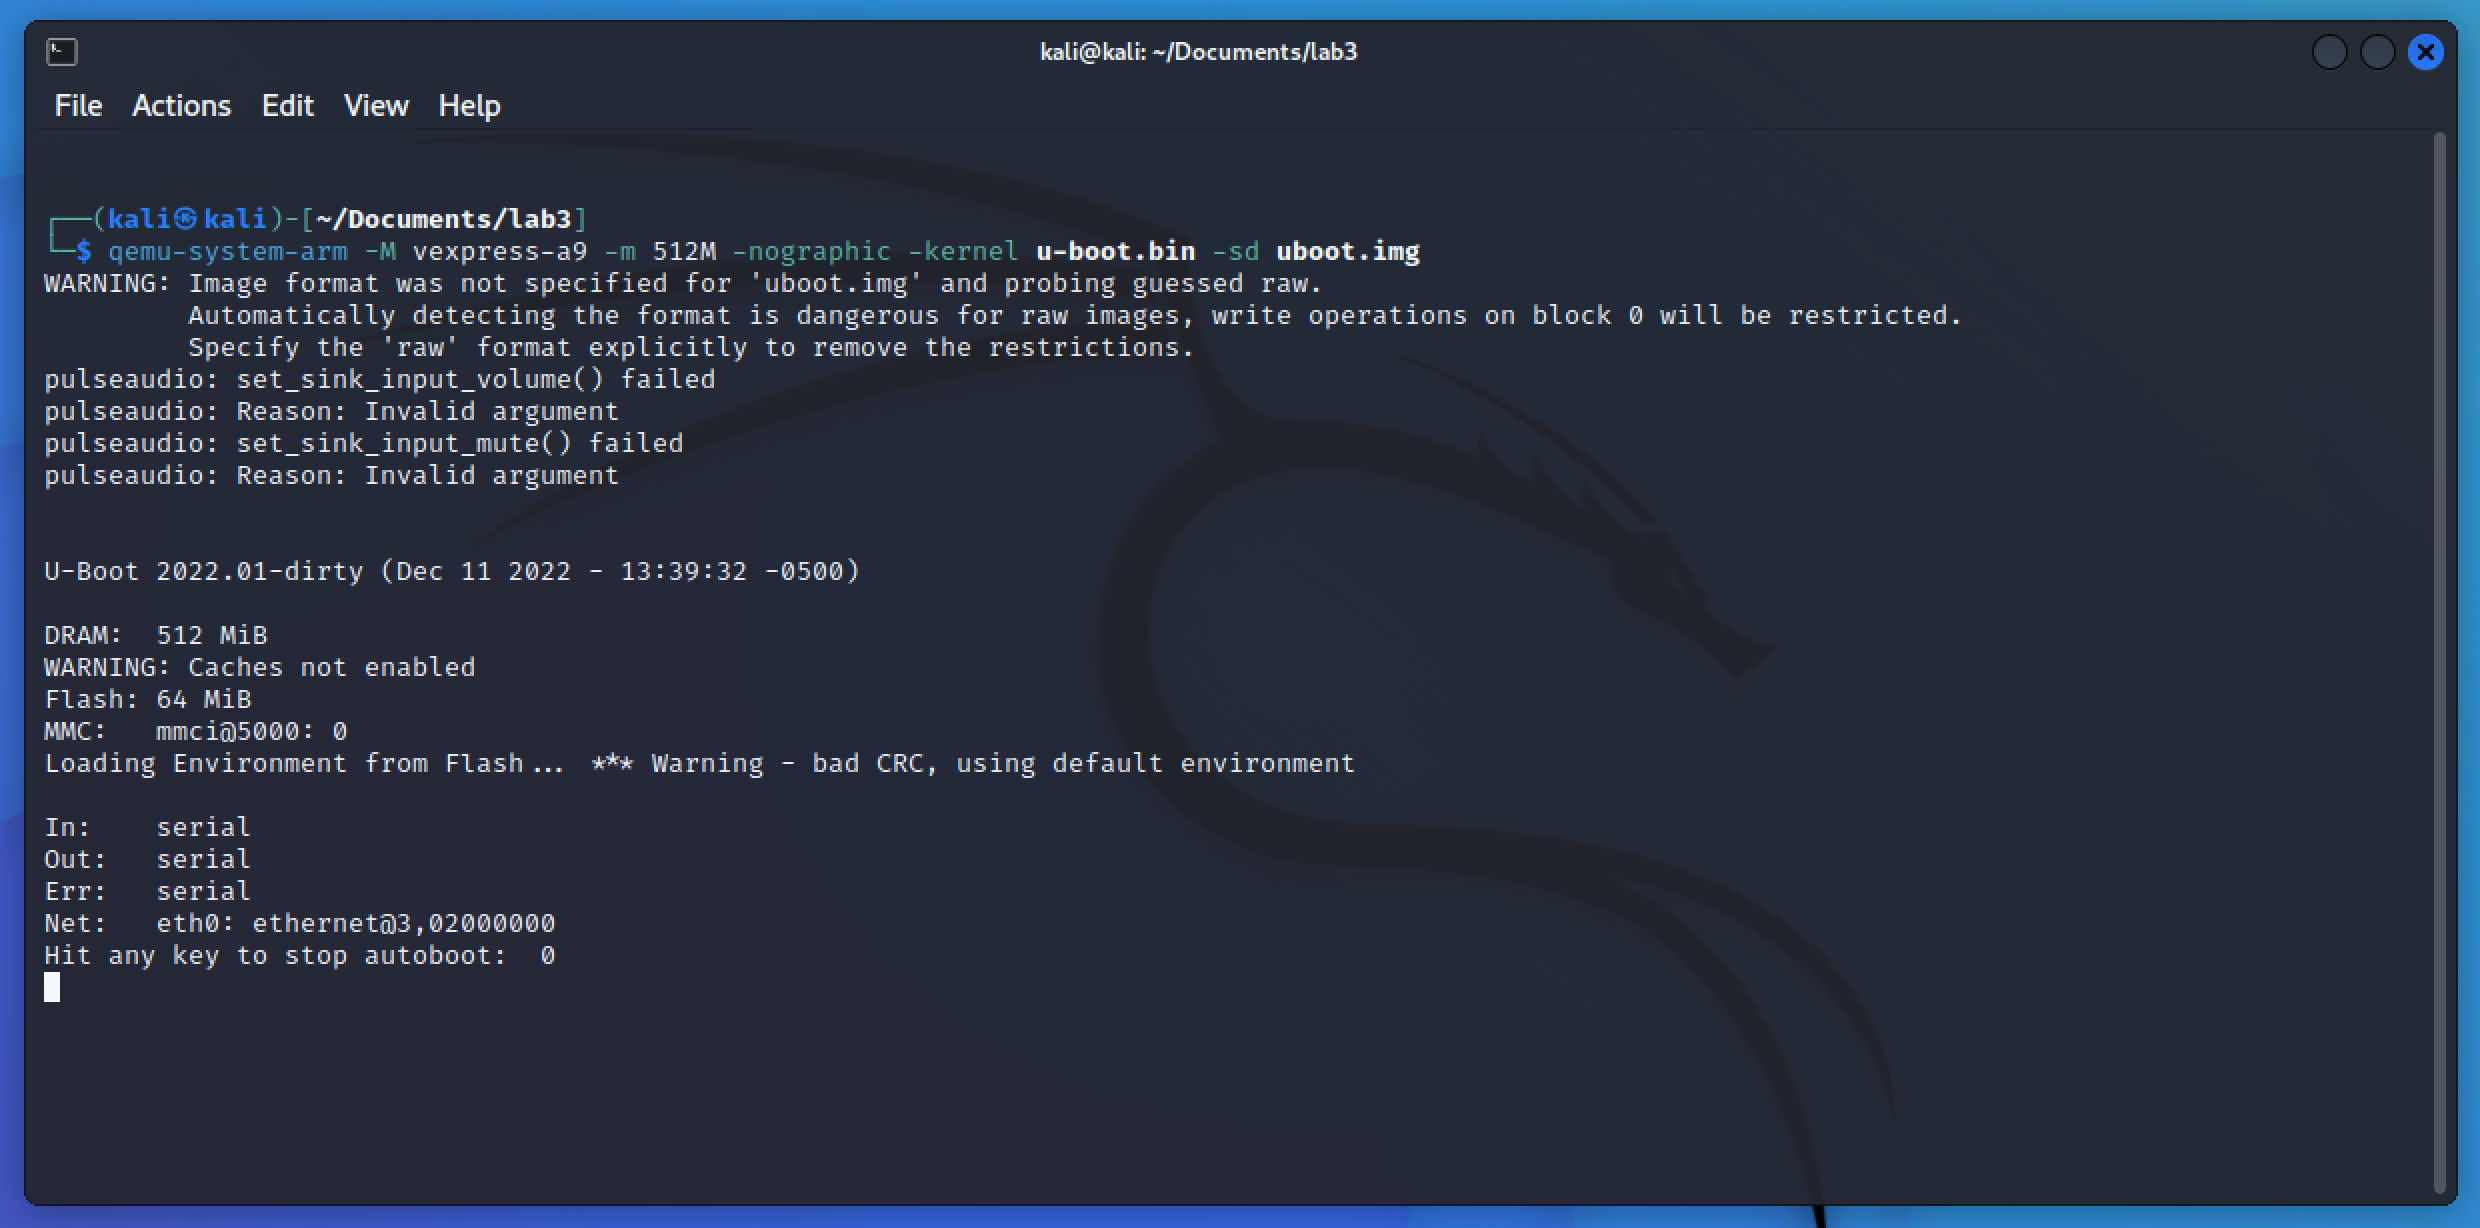 kali@kali: ~/Documents/lab3
File Actions Edit View Help
┌──(kali㉿kali)-[~/Documents/lab3]
└─$ qemu-system-arm -M vexpress-a9 -m 512M -nographic -kernel u-boot.bin -sd uboot.img
WARNING: Image format was not specified for 'uboot.img' and probing guessed raw.
         Automatically detecting the format is dangerous for raw images, write operations on block 0 will be restricted.
         Specify the 'raw' format explicitly to remove the restrictions.
pulseaudio: set_sink_input_volume() failed
pulseaudio: Reason: Invalid argument
pulseaudio: set_sink_input_mute() failed
pulseaudio: Reason: Invalid argument
U-Boot 2022.01-dirty (Dec 11 2022 - 13:39:32 -0500)
DRAM:  512 MiB
WARNING: Caches not enabled
Flash: 64 MiB
MMC:   mmci@5000: 0
Loading Environment from Flash... *** Warning - bad CRC, using default environment
In:    serial
Out:   serial
Err:   serial
Net:   eth0: ethernet@3,02000000
Hit any key to stop autoboot:  0